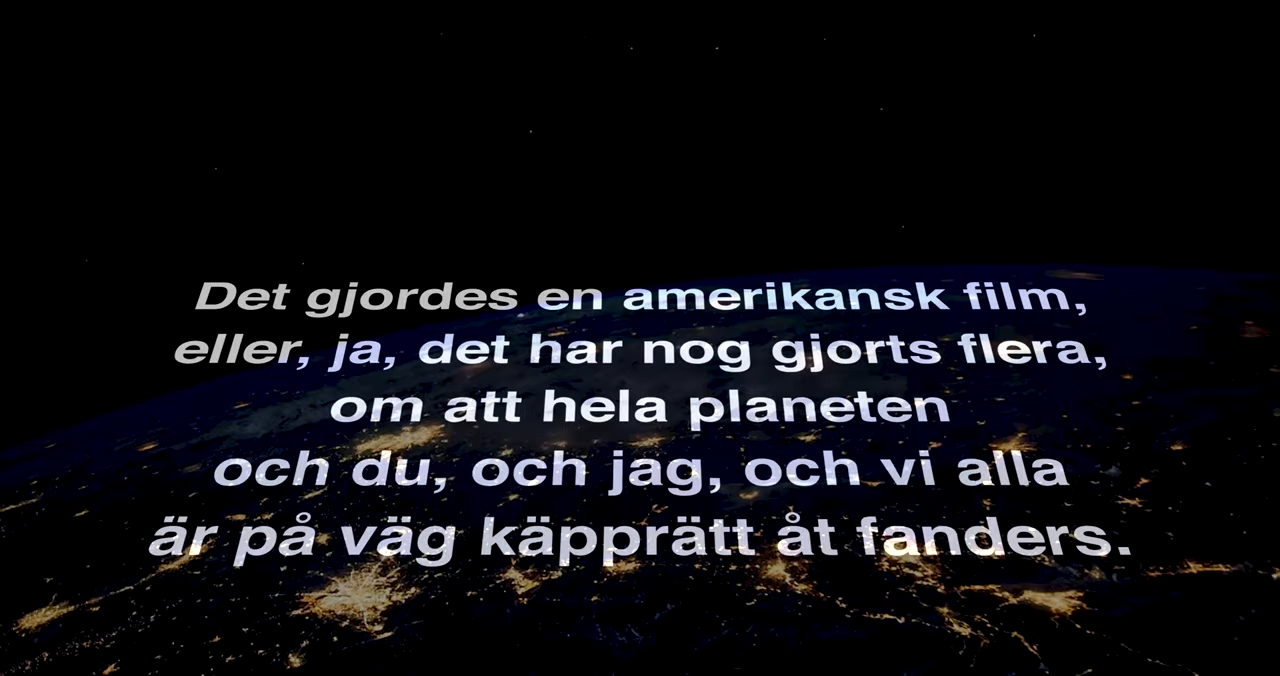 Det gjordes en amerikansk film,
eller, ja, det har nog gjorts flera,
om att hela planeten
och du, och jag, och vi alla
är på väg käpprätt åt fanders.